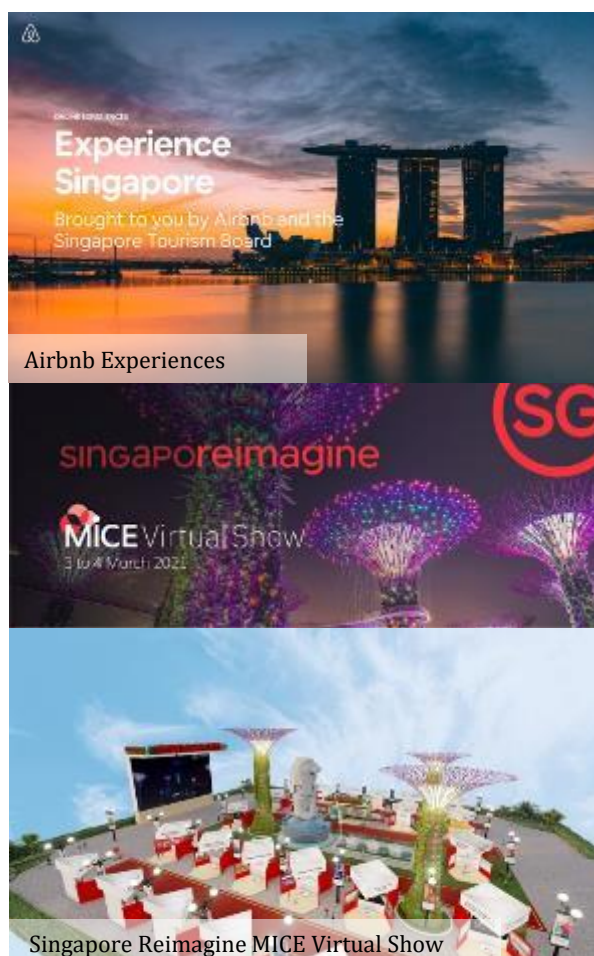 Experience
Singapore
Brought to you by Airbnb and the
Singapore Tourism Board
Airbnb Experiences
SG
singaporeimagine
MiCE Virtual Show
3 to 4 March 2021
Singapore Reimagine MICE Virtual Show